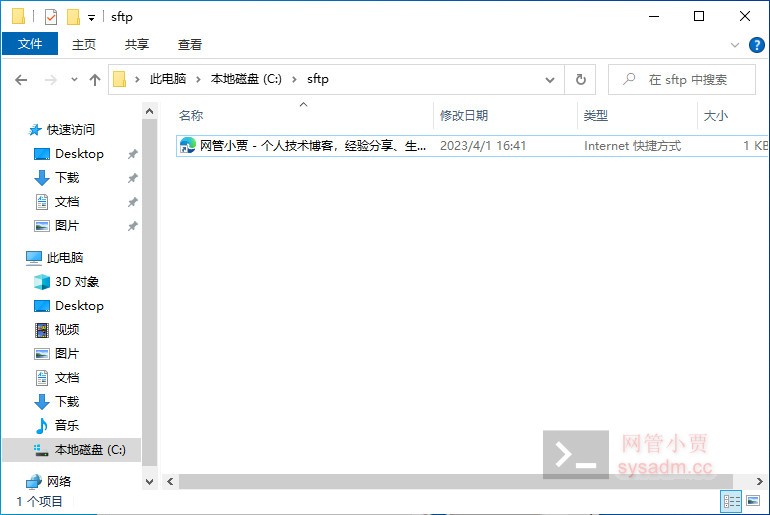 sftp
文件 主页 共享 查看
此电脑 本地磁盘 (C:) sftp 在 sftp 中搜索
名称 修改日期 类型 大小
网管小贾 - 个人技术博客，经验分享、生... 2023/4/1 16:41 Internet 快捷方式 1 KB
快速访问
Desktop
下载
文档
图片
此电脑
3D 对象
Desktop
视频
图片
文档
下载
音乐
本地磁盘 (C:)
网络
1 个项目
网管小贾
sysadm.cc